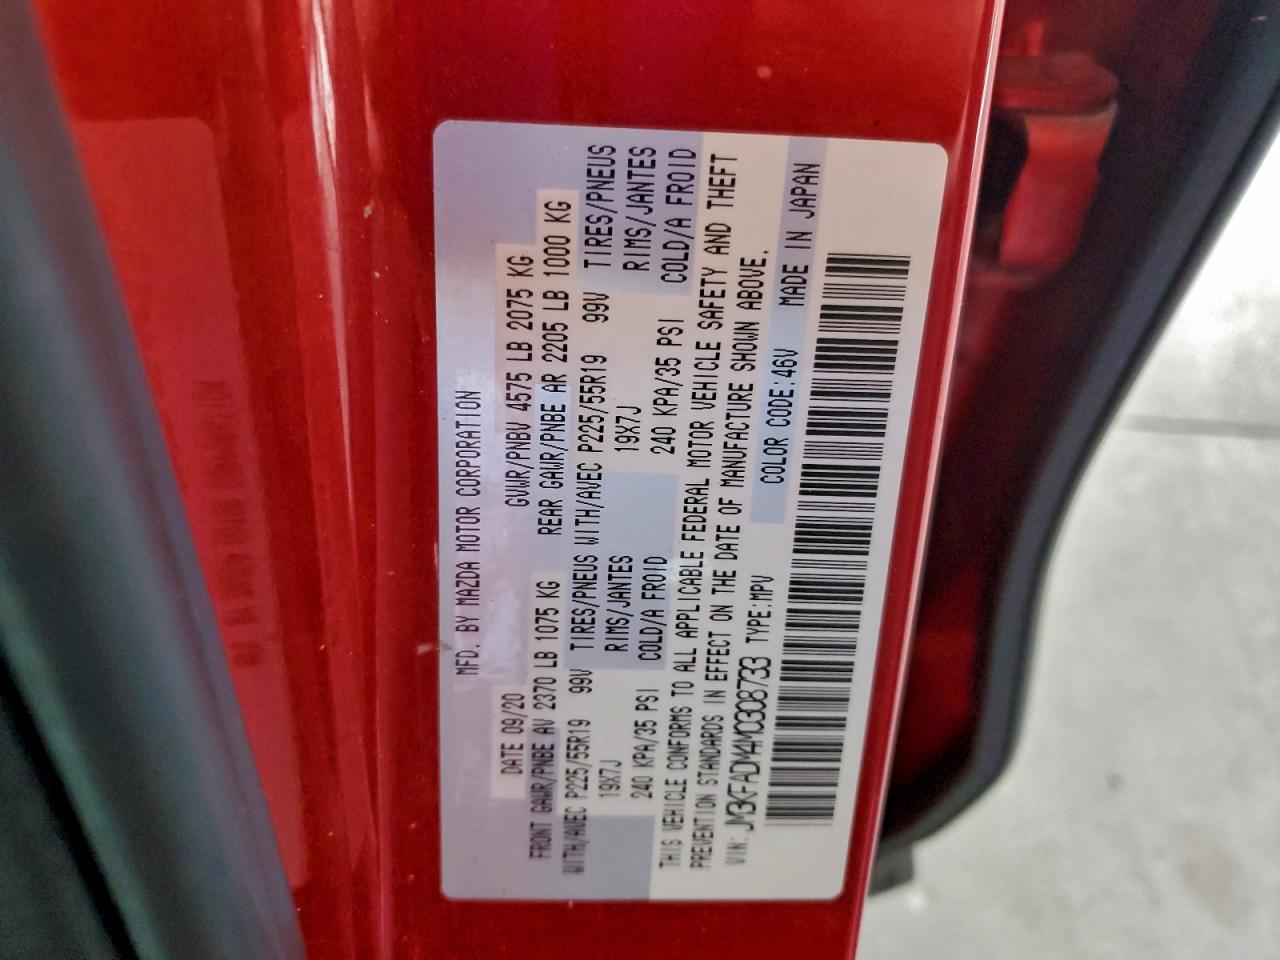 MFD. BY MAZDA MOTOR CORPORATION
DATE 09/20 GVWR/PNBV 4575 LB 2075 KG
FRONT GAWR/PNBE AV 2370 LB 1075 KG REAR GAWR/PNBE AR 2205 LB 1000 KG
WITH/AVEC P225/55R19 99V TIRES/PNEUS WITH/AVEC P225/55R19 99V TIRES/PNEUS
19X7J RIMS/JANTES 19X7J RIMS/JANTES
240 KPA/35 PSI COLD/A FROID 240 KPA/35 PSI COLD/A FROID
THIS VEHICLE CONFORMS TO ALL APPLICABLE FEDERAL MOTOR VEHICLE SAFETY AND THEFT
PREVENTION STANDARDS IN EFFECT ON THE DATE OF MANUFACTURE SHOWN ABOVE.
VIN: JM3KFADM4M0308733 TYPE:MPV COLOR CODE:46V MADE IN JAPAN